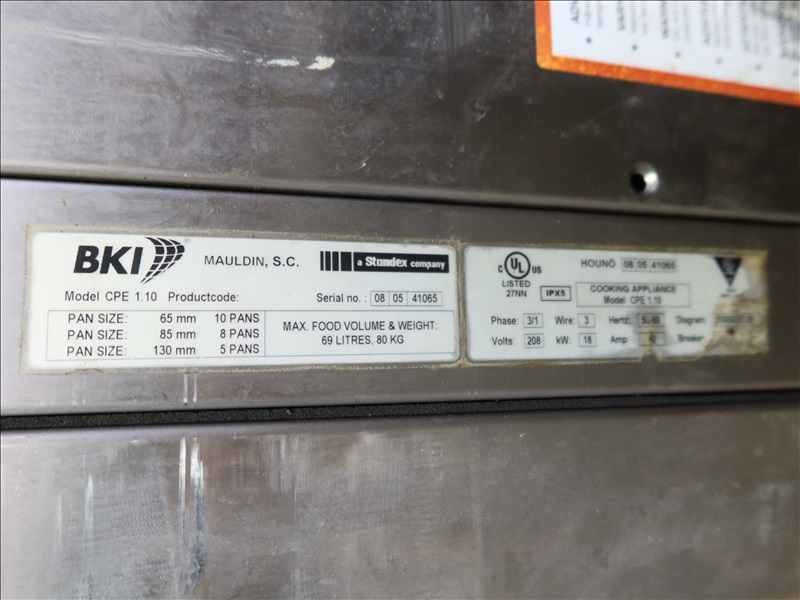 BKI MAULDIN, S.C. a Standex company
Model CPE 1.10 Productcode: Serial no.: 08 05 41065
PAN SIZE: 65 mm 10 PANS
PAN SIZE: 85 mm 8 PANS
PAN SIZE: 130 mm 5 PANS
MAX. FOOD VOLUME & WEIGHT:
69 LITRES, 80 KG
C UL US
LISTED
27NN
IPX5
HOUNÖ 08 05 41065
COOKING APPLIANCE
Model CPE 1.10
Phase: 3/1 Wire: 3 Hertz: 50-60 Diagram:
Volts: 208 kW: 18 Amp. Breaker